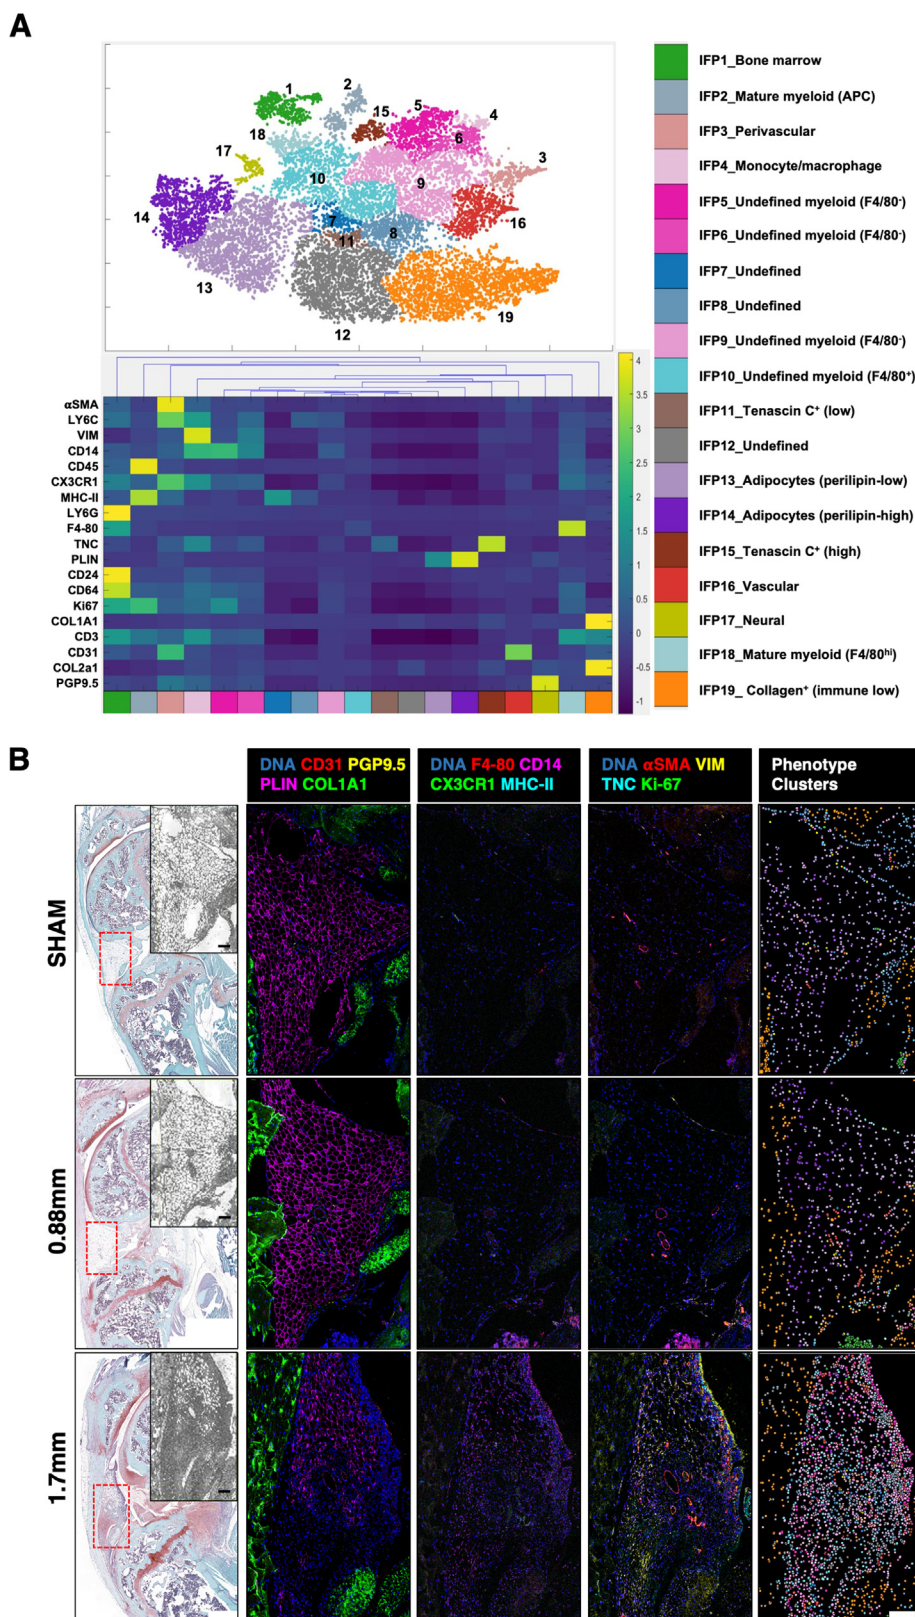 A
1
2
15
5
4
18
6
17
3
10
9
14
7
16
8
11
13
19
12
IFP1_Bone marrow
IFP2_Mature myeloid (APC)
IFP3_Perivascular
IFP4_Monocyte/macrophage
IFP5_Undefined myeloid (F4/80-)
IFP6_Undefined myeloid (F4/80-)
IFP7_Undefined
IFP8_Undefined
IFP9_Undefined myeloid (F4/80-)
IFP10_Undefined myeloid (F4/80+)
IFP11_Tenascin C+ (low)
IFP12_Undefined
IFP13_Adipocytes (perilipin-low)
IFP14_Adipocytes (perilipin-high)
IFP15_Tenascin C+ (high)
IFP16_Vascular
IFP17_Neural
IFP18_Mature myeloid (F4/80hi)
IFP19_ Collagen+ (immune low)
αSMA
LY6C
VIM
CD14
CD45
CX3CR1
MHC-II
LY6G
F4-80
TNC
PLIN
CD24
CD64
Ki67
COL1A1
CD3
CD31
COL2a1
PGP9.5
4
3.5
3
2.5
2
1.5
1
0.5
0
-0.5
-1
B
DNA CD31 PGP9.5
PLIN COL1A1
DNA F4-80 CD14
CX3CR1 MHC-II
DNA αSMA VIM
TNC Ki-67
Phenotype
Clusters
SHAM
0.88mm
1.7mm